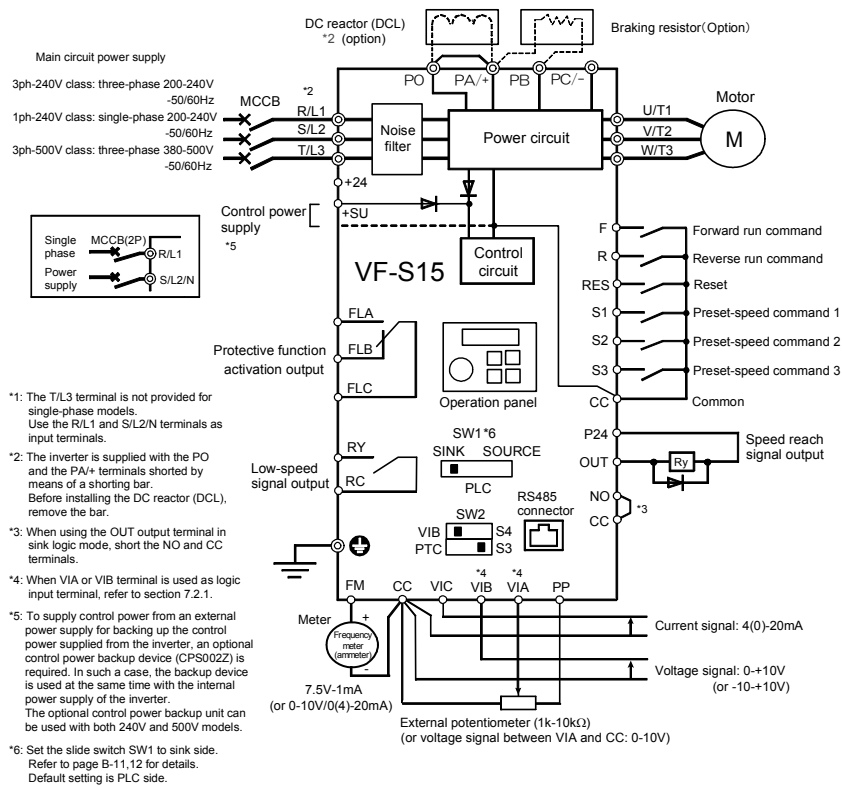 DC reactor (DCL)
*2 (option)
Braking resistor(Option)
Main circuit power supply
3ph-240V class: three-phase 200-240V
-50/60Hz
1ph-240V class: single-phase 200-240V
-50/60Hz
3ph-500V class: three-phase 380-500V
-50/60Hz
MCCB
*2
R/L1
S/L2
T/L3
PO
PA/+
PB
PC/-
Noise
filter
Power circuit
U/T1
V/T2
W/T3
Motor
M
+24
Control power
supply
*5
+SU
Control
circuit
VF-S15
Single
phase
Power
supply
MCCB(2P)
R/L1
S/L2/N
F
Forward run command
R
Reverse run command
RES
Reset
S1
Preset-speed command 1
S2
Preset-speed command 2
S3
Preset-speed command 3
CC
Common
FLA
FLB
FLC
Protective function
activation output
Operation panel
P24
OUT
Ry
Speed reach
signal output
NO
CC
*3
RY
RC
Low-speed
signal output
SW1*6
SINK SOURCE
PLC
SW2
VIB S4
PTC S3
RS485
connector
*4 *4
FM CC VIC VIB VIA PP
Meter
+
Frequency
meter
(ammeter)
-
7.5V-1mA
(or 0-10V/0(4)-20mA)
Current signal: 4(0)-20mA
Voltage signal: 0-+10V
(or -10-+10V)
External potentiometer (1k-10kΩ)
(or voltage signal between VIA and CC: 0-10V)
*1: The T/L3 terminal is not provided for
single-phase models.
Use the R/L1 and S/L2/N terminals as
input terminals.
*2: The inverter is supplied with the PO
and the PA/+ terminals shorted by
means of a shorting bar.
Before installing the DC reactor (DCL),
remove the bar.
*3: When using the OUT output terminal in
sink logic mode, short the NO and CC
terminals.
*4: When VIA or VIB terminal is used as logic
input terminal, refer to section 7.2.1.
*5: To supply control power from an external
power supply for backing up the control
power supplied from the inverter, an optional
control power backup device (CPS002Z) is
required. In such a case, the backup device
is used at the same time with the internal
power supply of the inverter.
The optional control power backup unit can
be used with both 240V and 500V models.
*6: Set the slide switch SW1 to sink side.
Refer to page B-11,12 for details.
Default setting is PLC side.